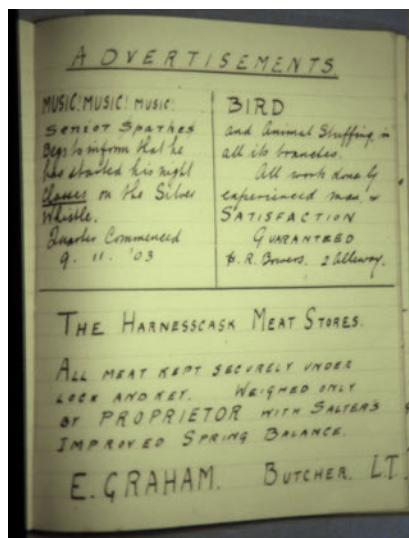 ADVERTISEMENTS
MUSIC! MUSIC! MUSIC:
Senior Spathes
Begs to inform that he
has started his night
Classes on the Silver
Whistle.
Quarter Commenced
9. 11. '03
BIRD
and Animal Stuffing in
all its branches.
All work done by
experienced man, &
SATISFACTION
GUARANTEED
R. Bowers. 2 Alleway.
THE HARNESSCASK MEAT STORES.
ALL MEAT KEPT SECURELY UNDER
LOCK AND KEY. WEIGHED ONLY
BY PROPRIETOR WITH SALTER'S
IMPROVED SPRING BALANCE.
E. GRAHAM. BUTCHER. L.T.